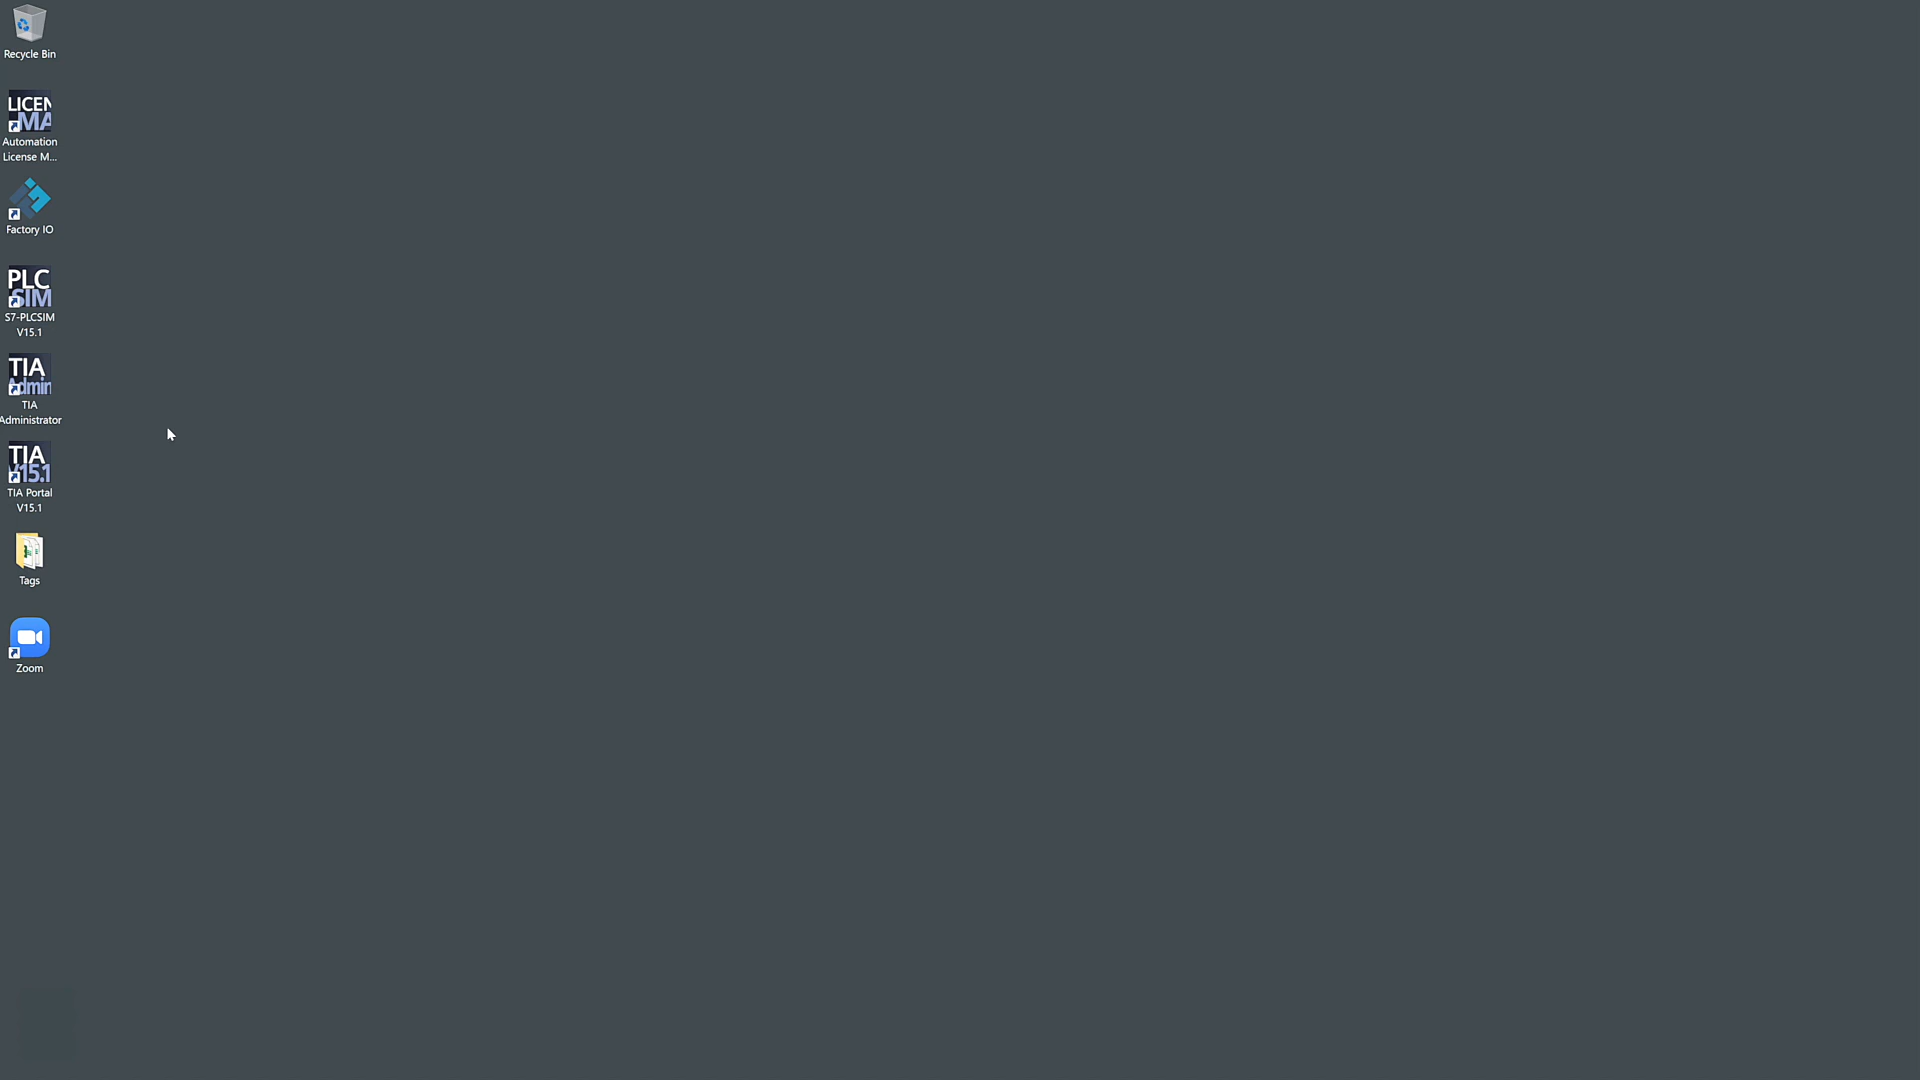 Recycle Bin
LICEN
MA
Automation
License M...
Factory IO
PLC
SIM
S7-PLCSIM
V15.1
TIA
Admin
TIA
Administrator
TIA
V15.1
TIA Portal
V15.1
Tags
Zoom